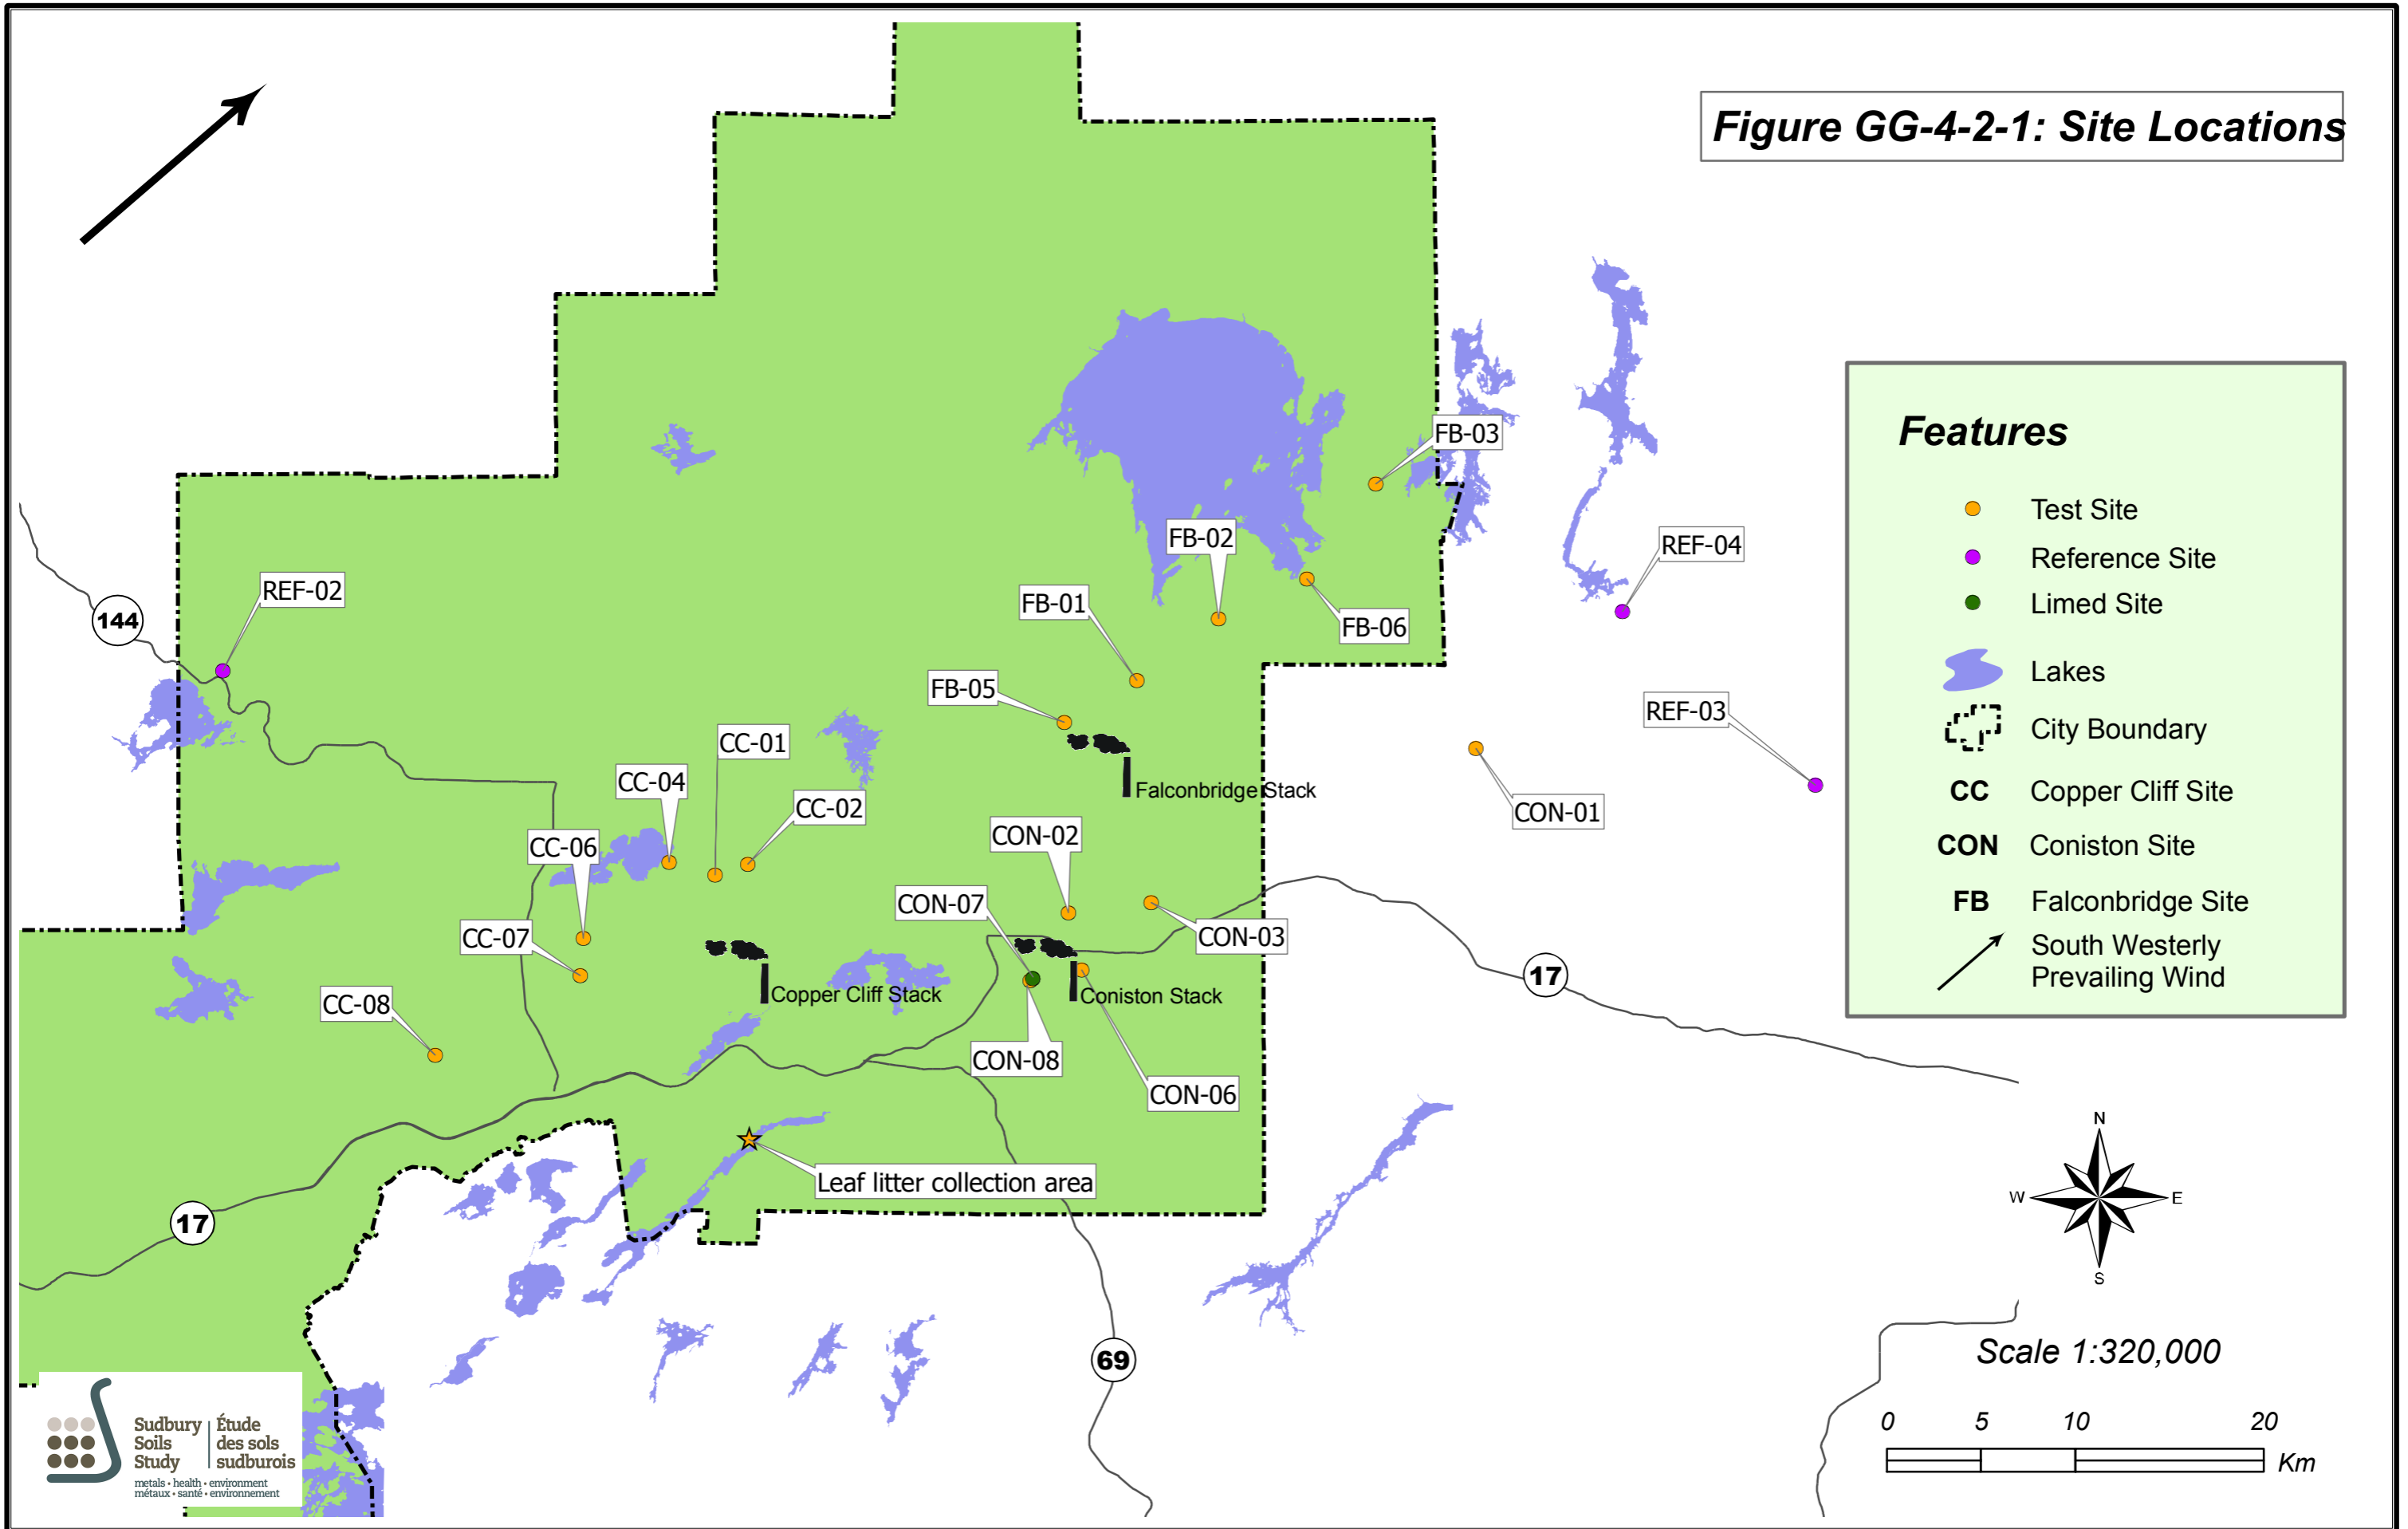 Figure GG-4-2-1: Site Locations
FB-03
FB-02
REF-04
REF-02
FB-01
FB-06
144
FB-05
REF-03
CC-01
CC-04
CC-02
Falconbridge Stack
CON-01
CC-06
CON-02
CON-07
CC-07
CON-03
17
CC-08
Copper Cliff Stack
Coniston Stack
CON-08
CON-06
Leaf litter collection area
17
69
Features
Test Site
Reference Site
Limed Site
Lakes
City Boundary
CC Copper Cliff Site
CON Coniston Site
FB Falconbridge Site
South Westerly
Prevailing Wind
N
W E
S
Scale 1:320,000
0 5 10 20
Km
Sudbury
Soils
Study
Étude
des sols
sudburois
metals • health • environment
métaux • santé • environnement